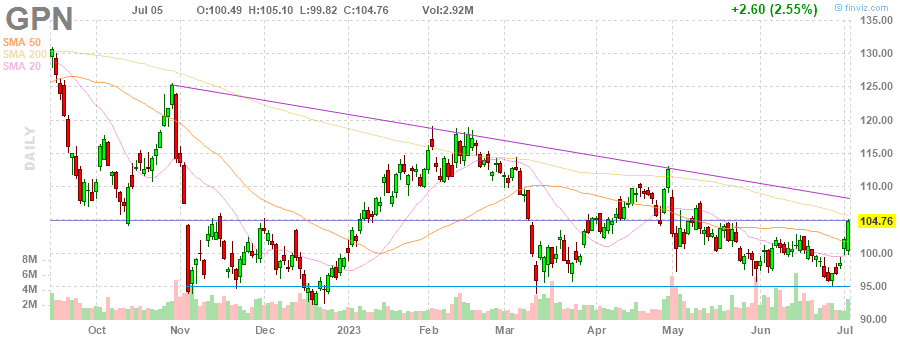 GPN Jul 05 O:100.49 H:105.10 L:99.82 C:104.76 Vol:2.92M +2.60 (2.55%) © finviz.com
135.00
SMA 50
SMA 200
130.00
SMA 20
125.00
120.00
DAILY
115.00
110.00
104.76
100.00
8M
6M
95.00
4M
2M
90.00
Oct Nov Dec 2023 Feb Mar Apr May Jun Jul